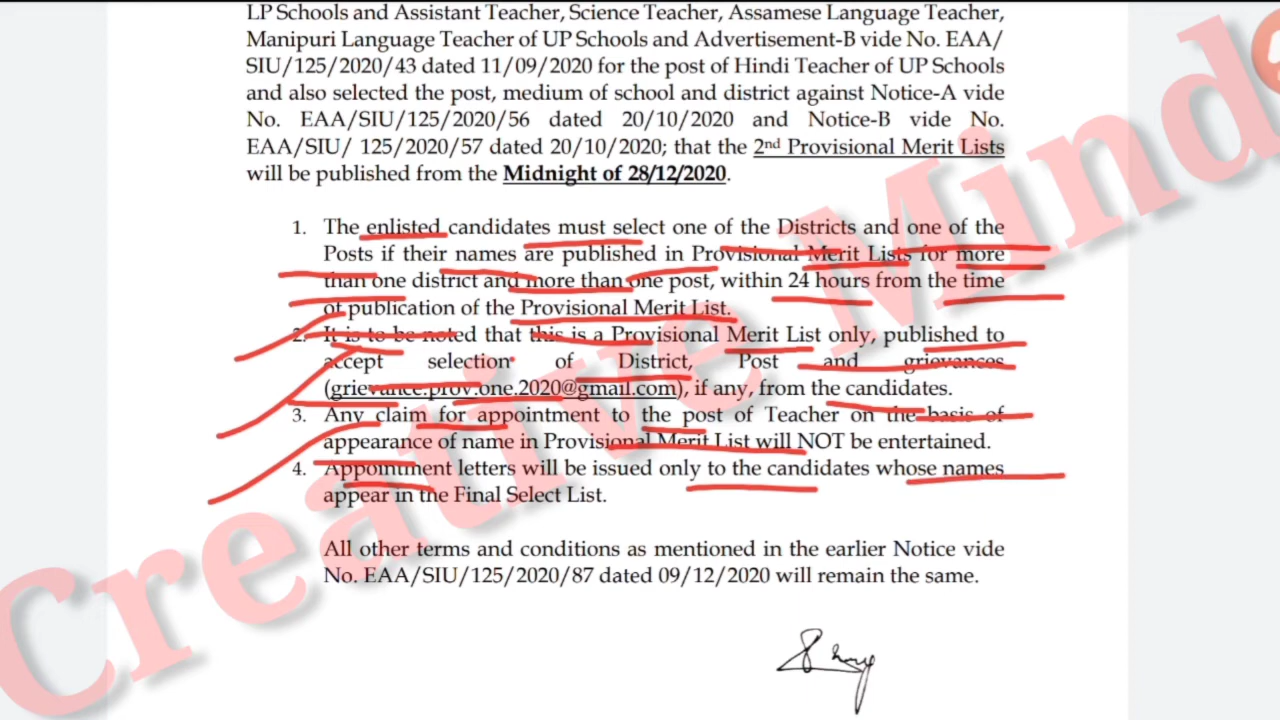 LP Schools and Assistant Teacher, Science Teacher, Assamese Language Teacher,
Manipuri Language Teacher of UP Schools and Advertisement-B vide No. EAA/
SIU/125/2020/43 dated 11/09/2020 for the post of Hindi Teacher of UP Schools
and also selected the post, medium of school and district against Notice-A vide
No. EAA/SIU/125/2020/56 dated 20/10/2020 and Notice-B vide No.
EAA/SIU/ 125/2020/57 dated 20/10/2020; that the 2nd Provisional Merit Lists
will be published from the Midnight of 28/12/2020.
1. The enlisted candidates must select one of the Districts and one of the
Posts if their names are published in Provisional Merit Lists for more
than one district and more than one post, within 24 hours from the time
of publication of the Provisional Merit List.
2. It is to be noted that this is a Provisional Merit List only, published to
accept selection of District, Post and grievances
(grievance.prov.one.2020@gmail.com), if any, from the candidates.
3. Any claim for appointment to the post of Teacher on the basis of
appearance of name in Provisional Merit List will NOT be entertained.
4. Appointment letters will be issued only to the candidates whose names
appear in the Final Select List.
All other terms and conditions as mentioned in the earlier Notice vide
No. EAA/SIU/125/2020/87 dated 09/12/2020 will remain the same.
Creative Minds